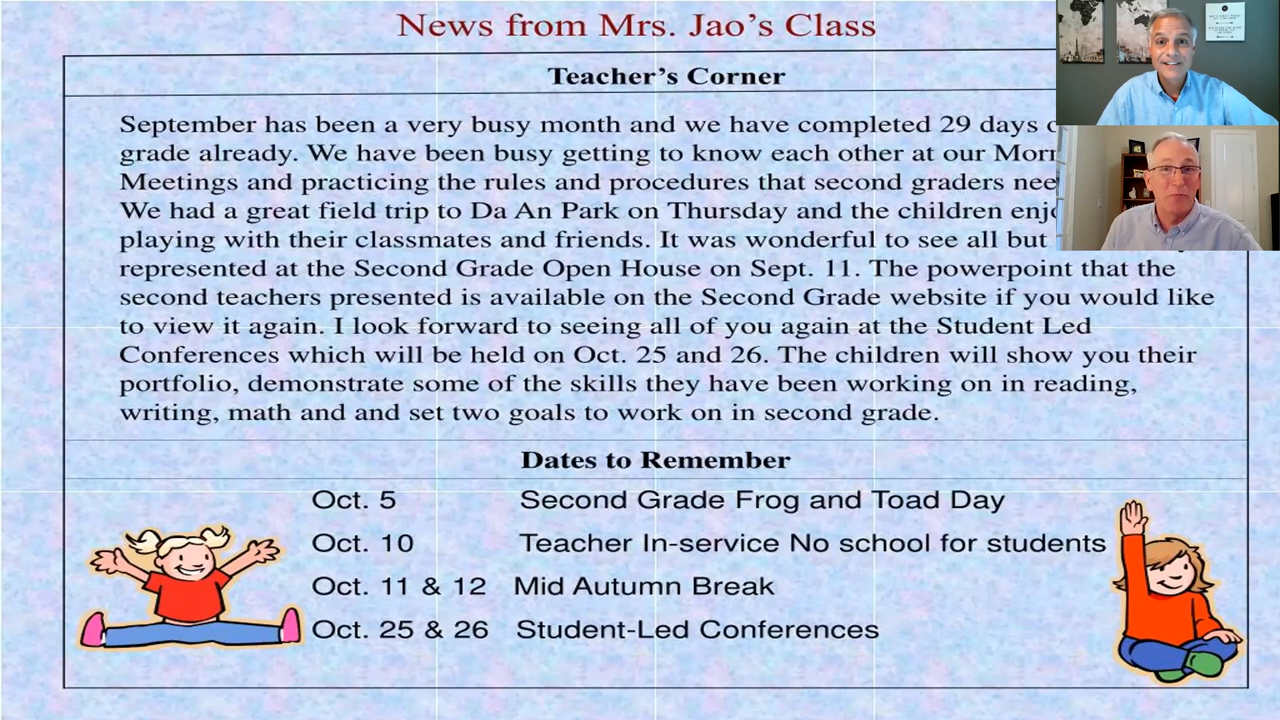 News from Mrs. Jao's Class
Teacher's Corner
September has been a very busy month and we have completed 29 days
grade already. We have been busy getting to know each other at our
Meetings and practicing the rules and procedures that second graders
We had a great field trip to Da An Park on Thursday and the children
playing with their classmates and friends. It was wonderful to see all but
represented at the Second Grade Open House on Sept. 11. The powerpoint that the
second teachers presented is available on the Second Grade website if you would like
to view it again. I look forward to seeing all of you again at the Student Led
Conferences which will be held on Oct. 25 and 26. The children will show you their
portfolio, demonstrate some of the skills they have been working on in reading,
writing, math and and set two goals to work on in second grade.
Dates to Remember
Oct. 5 Second Grade Frog and Toad Day
Oct. 10 Teacher In-service No school for students
Oct. 11 & 12 Mid Autumn Break
Oct. 25 & 26 Student-Led Conferences